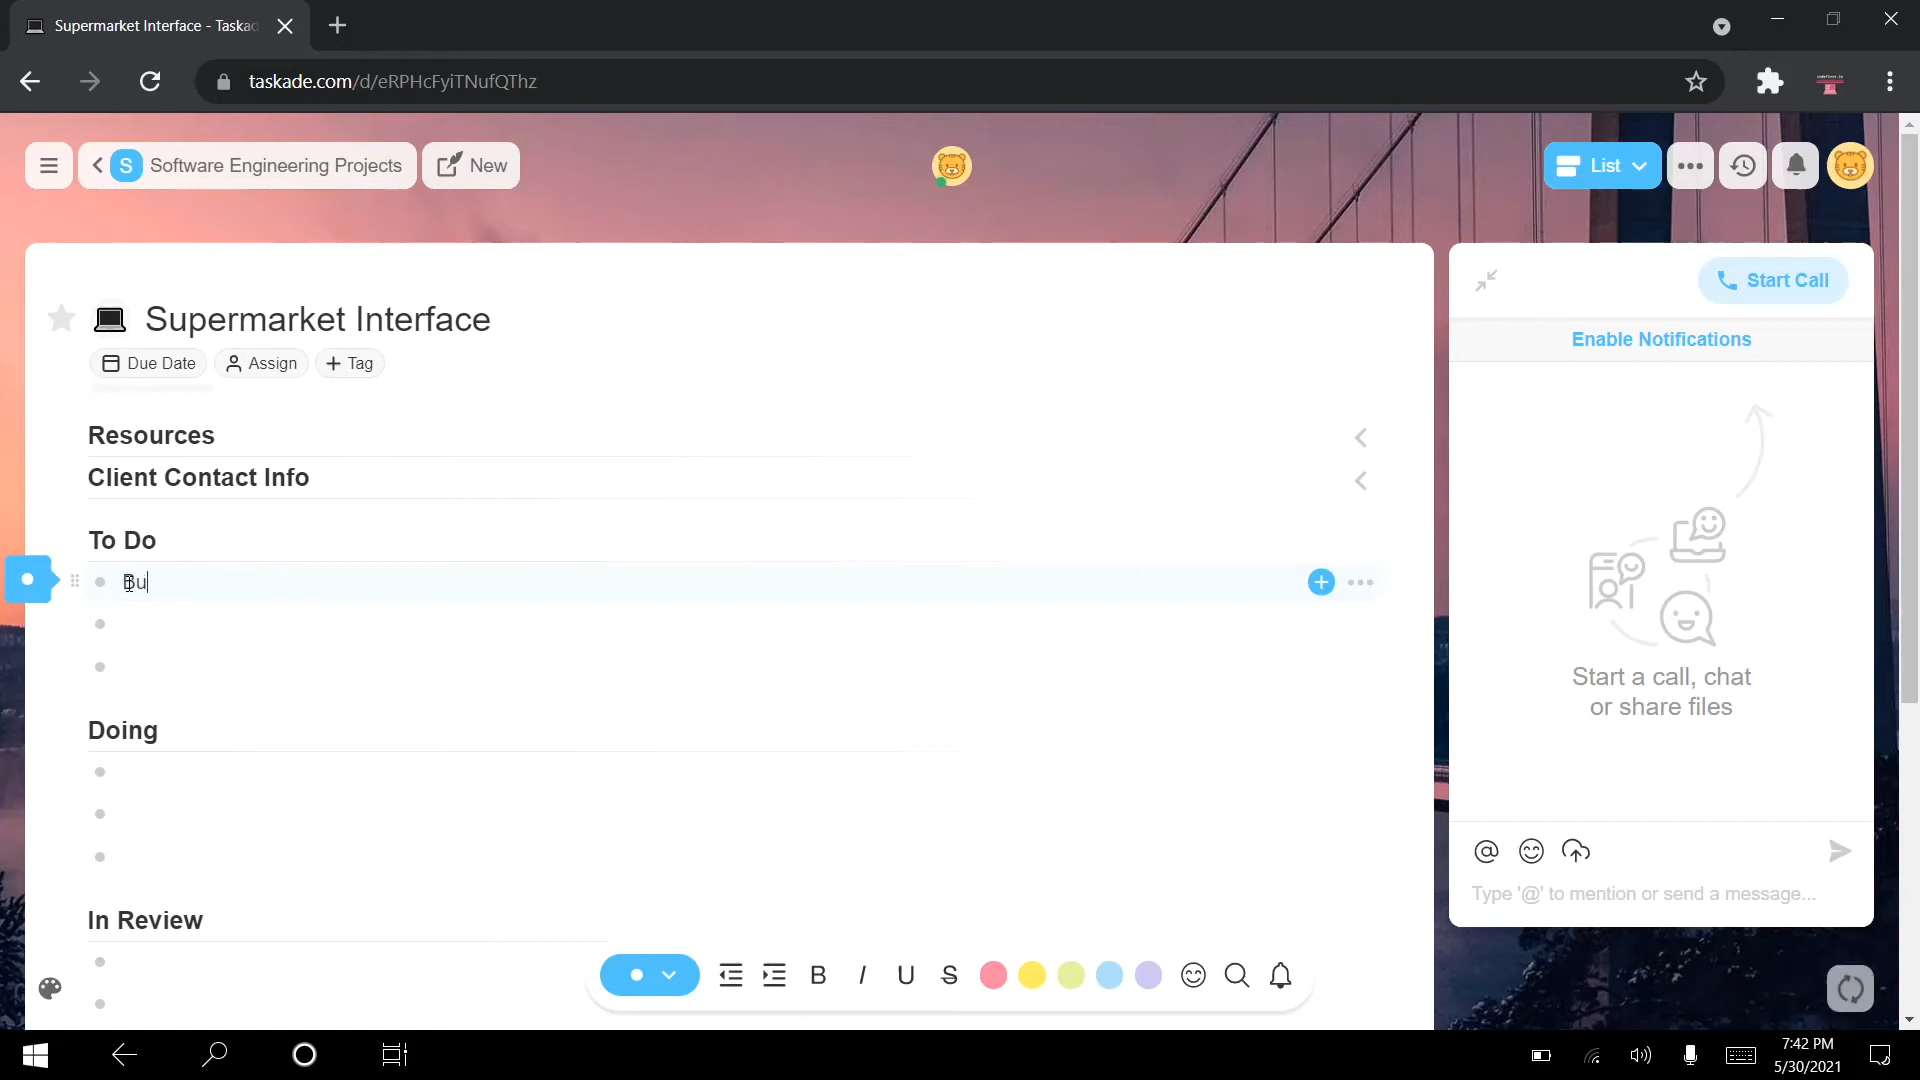 Supermarket Interface - Taskad
taskade.com/d/eRPHcFyiTNufQThz
S Software Engineering Projects
New
List
Start Call
Enable Notifications
Supermarket Interface
Due Date
Assign
+ Tag
Resources
Client Contact Info
To Do
Bu
Doing
In Review
Start a call, chat
or share files
Type '@' to mention or send a message...
B I U S
7:42 PM
5/30/2021